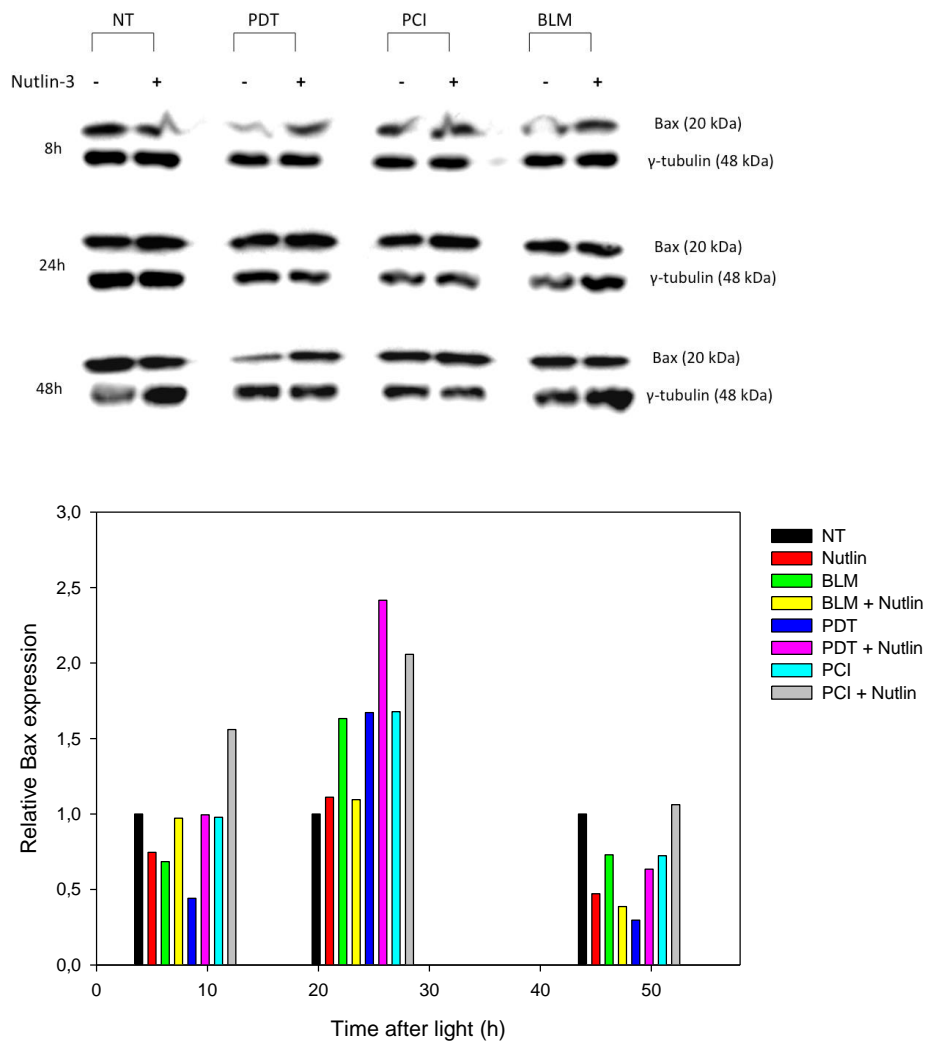 NT PDT PCI BLM
Nutlin-3 - + - + - + - +
Bax (20 kDa)
8h
γ-tubulin (48 kDa)
Bax (20 kDa)
24h
γ-tubulin (48 kDa)
Bax (20 kDa)
48h
γ-tubulin (48 kDa)
3,0
2,5
2,0
1,5
1,0
0,5
0,0
Relative Bax expression
0 10 20 30 40 50
Time after light (h)
NT
Nutlin
BLM
BLM + Nutlin
PDT
PDT + Nutlin
PCI
PCI + Nutlin